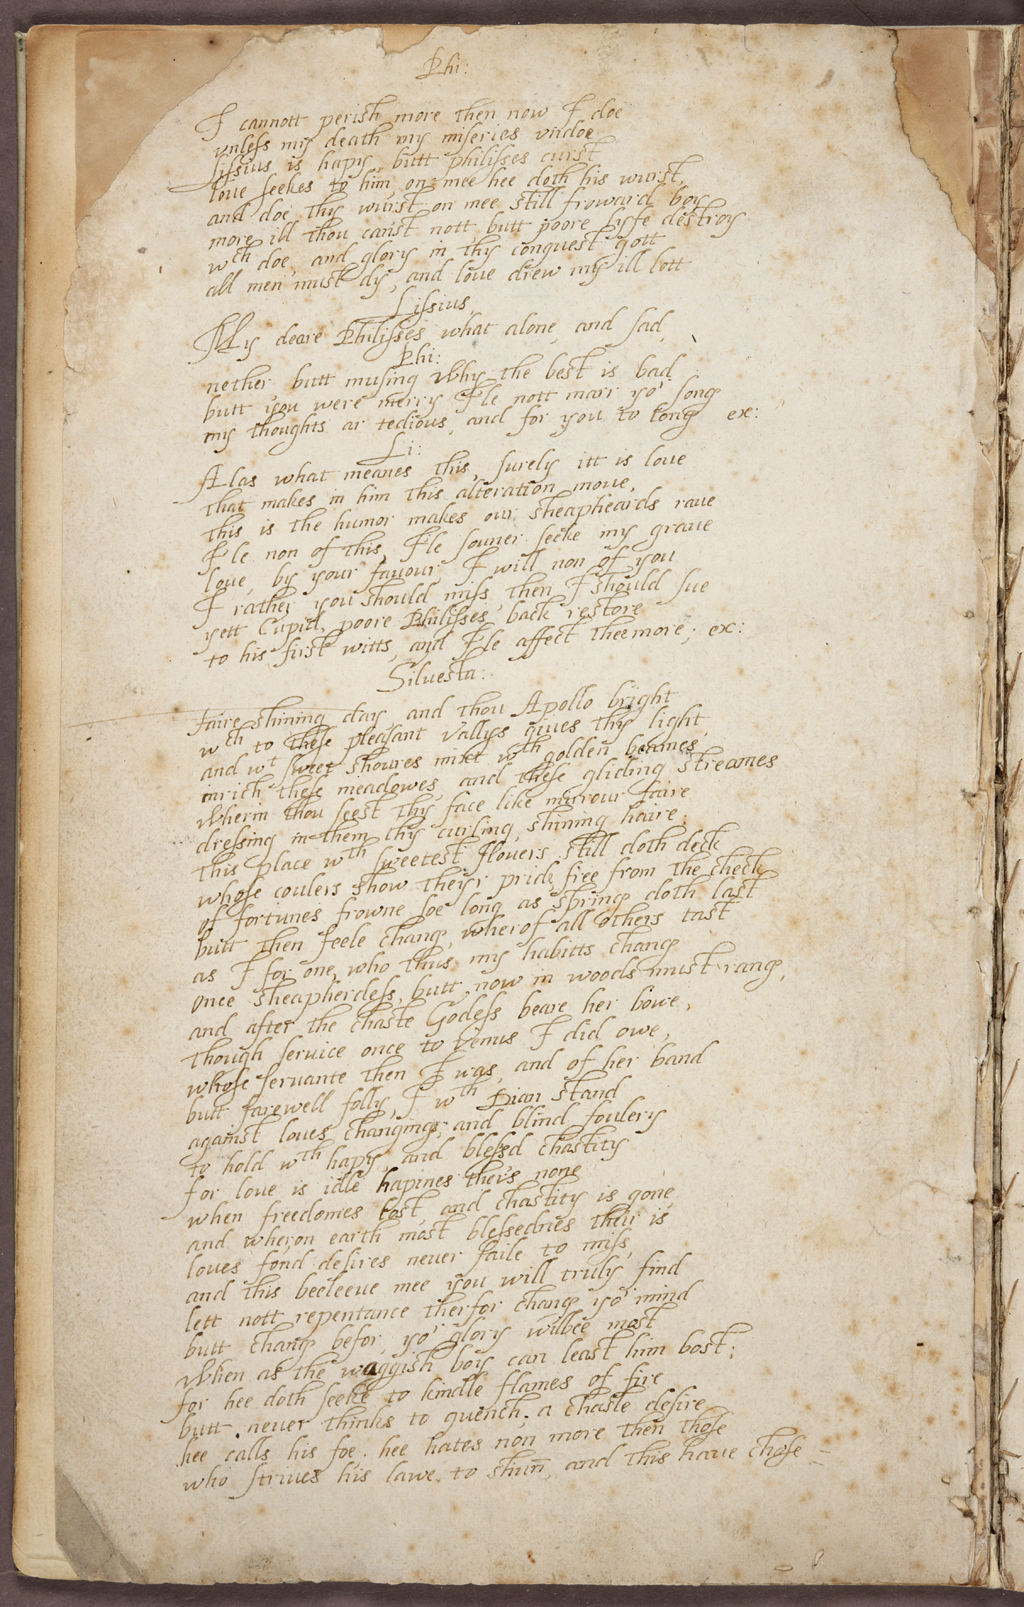 Phi:
I cannott perish more then now I doe
unless my death my miseries undoe
Lissius is hapy, butt philisses curst
loue seekes to him, on mee hee doth his wurst,
and doe thy wurst on mee still froward boy
more ill thou canst nott, butt poore lyfe destroy
wth doe, and glory in thy conquest gott
all men must dy, and loue drew my ill lott
Lissius,
My deare Philisses what alone, and sad,
Phi:
nether butt musing why the best is bad,
butt you were merry I'le nott marr yor song
my thoughts ar tedious, and for you to long ex:
Li:
Alas what meanes this, surely itt is loue
that makes in him this alteration moue,
this is the humor makes our sheapheards raue
I'le non of this, I'le souner seeke my graue
loue, by your fauour I will non of you
I rather you should miss, then I should sue
yett Cupid, poore Philisses, back restore
to his first witts, and I'le affect thee more; ex:
Siluesta:
faire shining day, and thou Apollo bright
wch to these pleasant vallys giues thy light,
and wt sweet shoures mixt wth golden beames,
inrich these meadowes, and these gliding streames
wherin thou seest thy face like mirrour faire
dressing in them thy curling, shining haire;
this place wth sweetest flowers still doth deck
whose coulers show theyr pride, free from the check
of fortunes frowne soe long as spring doth last
butt then feele chang, wherof all others tast
as I for one, who thus my habitts chang
Once sheapherdess, butt now in woods must rang,
and after the chaste Godess beare her bowe,
though service once to Venus I did owe,
whose servante then I was, and of her band
butt farewell folly, I wth Dian stand
against loues changinge, and blind foulery
to hold wth hapy, and blessed chastity
for loue is idle hapines thers none
when freedomes lost, and chastity is gone
and wheron earth most blessednes ther is
loues fond desires neuer faile to miss,
and this beeleeue mee you will truly find
lett nott repentance therfor chang yor mind
butt chang befor, yor glory wilbee most
when as the waggish boy can least him bost;
for hee doth seeke to kindle flames of fire
butt neuer thinks to quench, a chaste desire
hee calls his foe, hee hates non more then those
who striues his lawe, to shun, and this haue chose